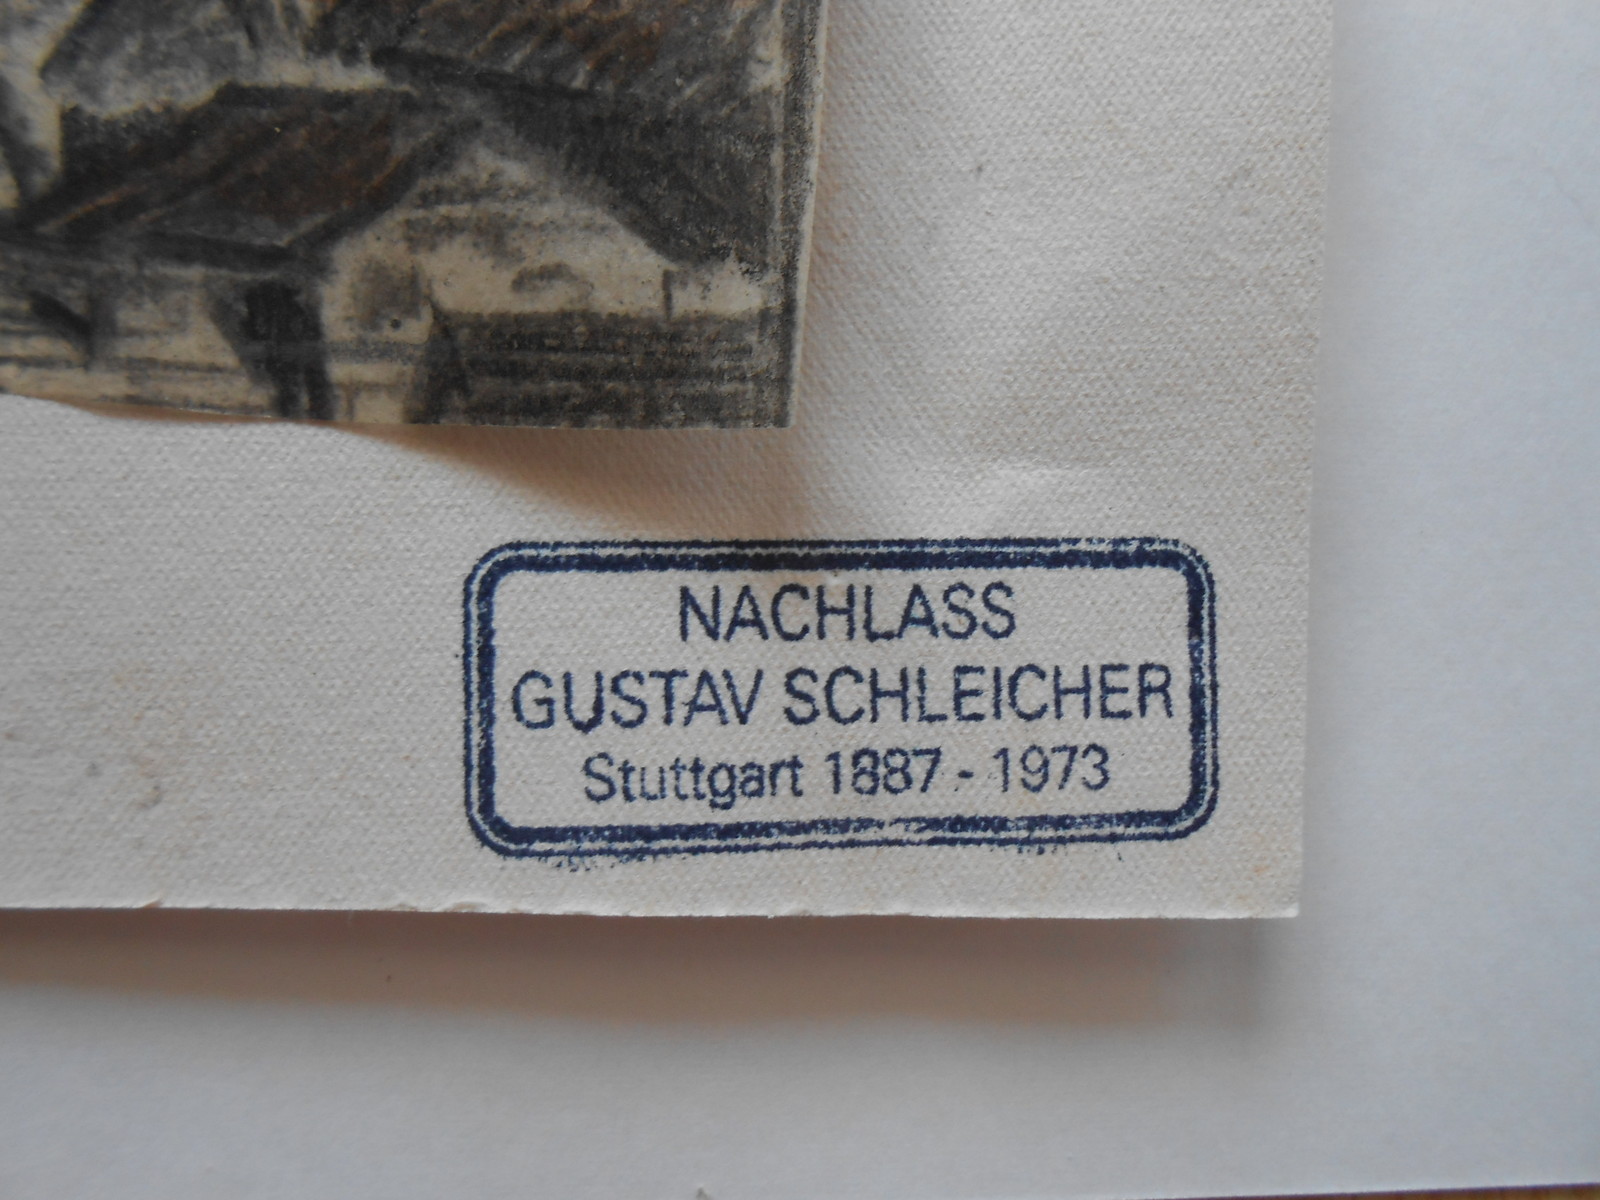 NACHLASS
GUSTAV SCHLEICHER
Stuttgart 1887 - 1973